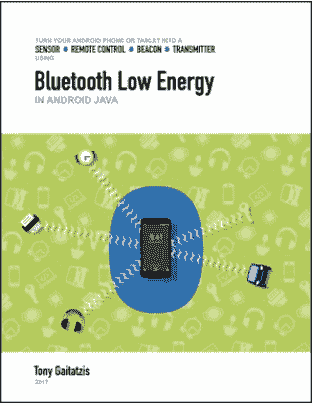 TURN YOUR ANDROID PHONE OR TABLET INTO A
SENSOR REMOTE CONTROL BEACON TRANSMITTER
USING
Bluetooth Low Energy
IN ANDROID JAVA
Tony Gaitatzis
2017